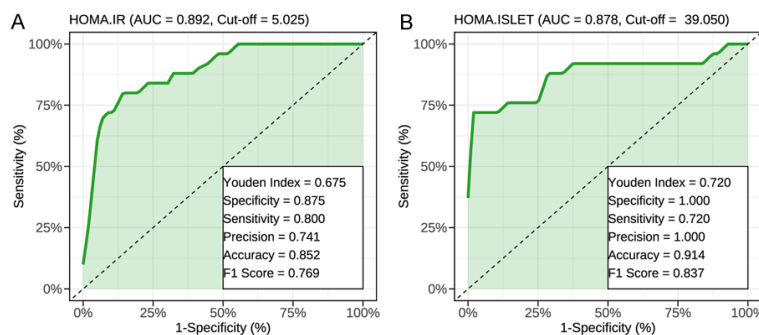 A
HOMA.IR (AUC = 0.892, Cut-off = 5.025)
100%
75%
50%
25%
0%
Sensitivity (%)
Youden Index = 0.675
Specificity = 0.875
Sensitivity = 0.800
Precision = 0.741
Accuracy = 0.852
F1 Score = 0.769
0% 25% 50% 75% 100%
1-Specificity (%)
B
HOMA.ISLET (AUC = 0.878, Cut-off = 39.050)
100%
75%
50%
25%
0%
Sensitivity (%)
Youden Index = 0.720
Specificity = 1.000
Sensitivity = 0.720
Precision = 1.000
Accuracy = 0.914
F1 Score = 0.837
0% 25% 50% 75% 100%
1-Specificity (%)